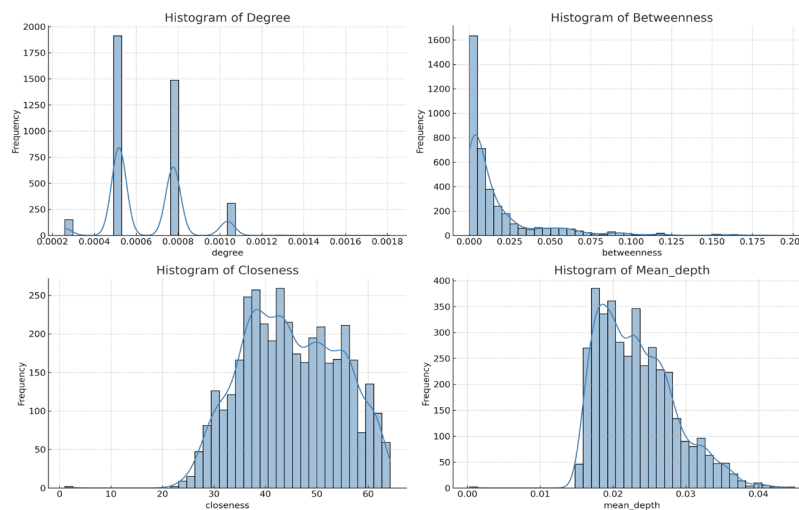 Histogram of Degree
Frequency
2000
1750
1500
1250
1000
750
500
250
0
0.0002 0.0004 0.0006 0.0008 0.0010 0.0012 0.0014 0.0016 0.0018
degree
Histogram of Betweenness
Frequency
1600
1400
1200
1000
800
600
400
200
0
0.000 0.025 0.050 0.075 0.100 0.125 0.150 0.175 0.200
betweenness
Histogram of Closeness
Frequency
250
200
150
100
50
0
0 10 20 30 40 50 60
closeness
Histogram of Mean_depth
Frequency
400
350
300
250
200
150
100
50
0
0.00 0.01 0.02 0.03 0.04
mean_depth